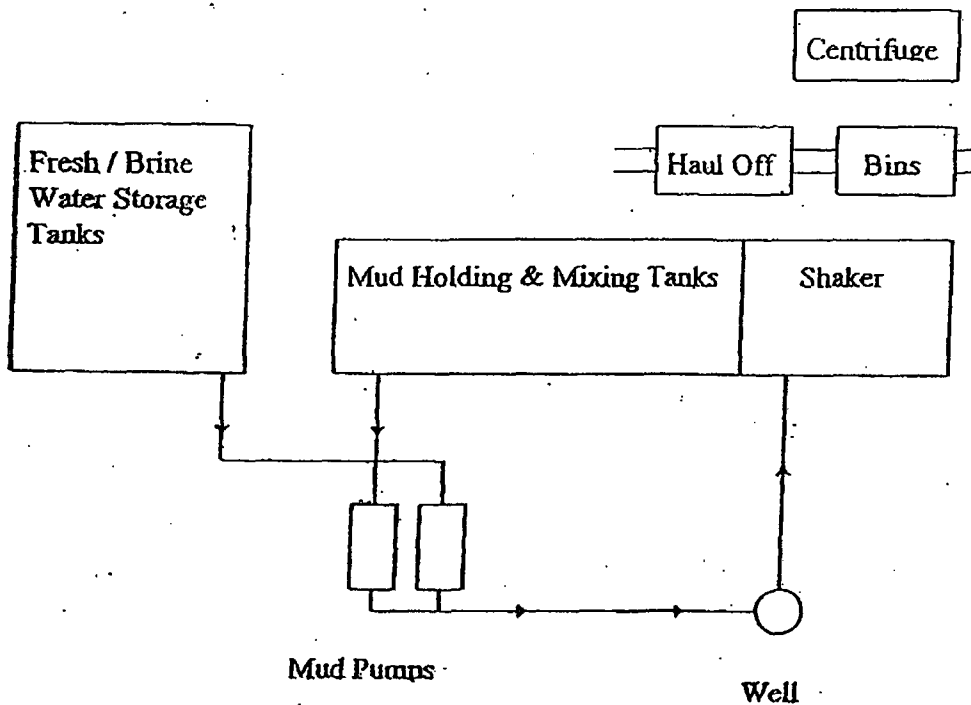 Centrifuge
Fresh / Brine
Water Storage
Tanks
Haul Off
Bins
Mud Holding & Mixing Tanks
Shaker
Mud Pumps
Well